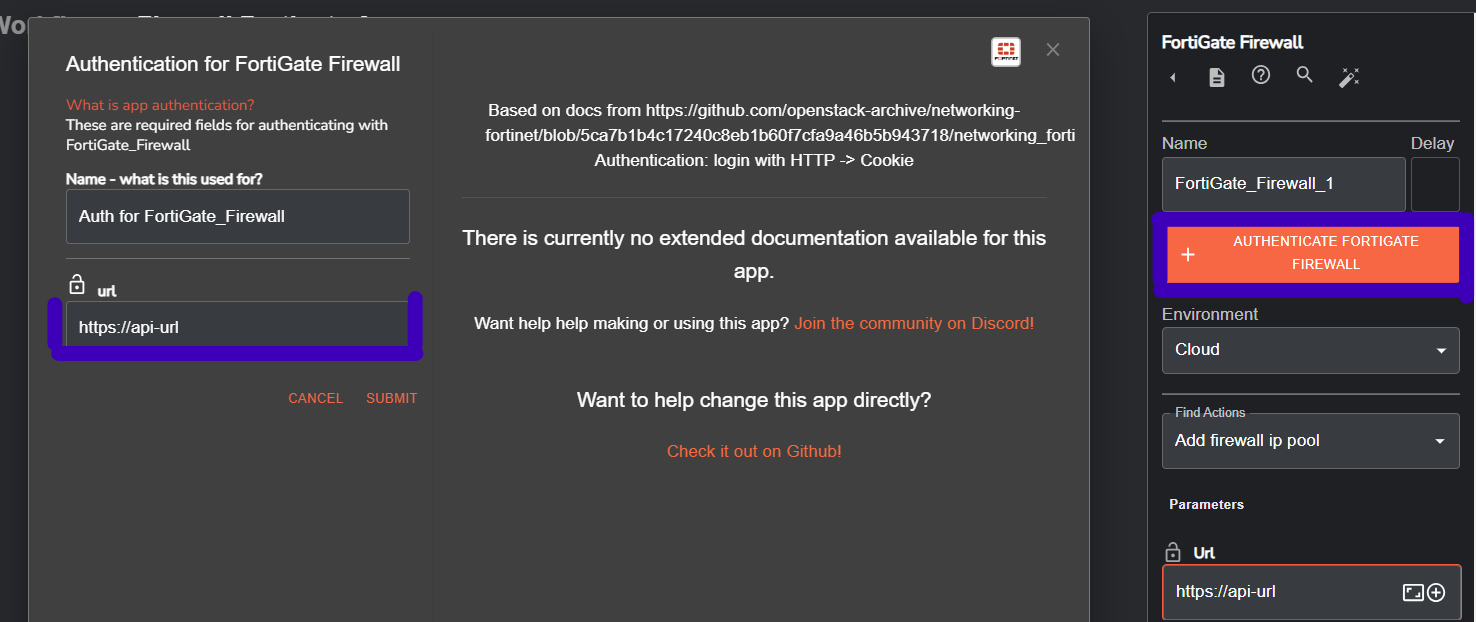 Authentication for FortiGate Firewall
What is app authentication?
These are required fields for authenticating with
FortiGate_Firewall
Name - what is this used for?
Auth for FortiGate_Firewall
url
https://api-url
CANCEL SUBMIT
Based on docs from https://github.com/openstack-archive/networking-
fortinet/blob/5ca7b1b4c17240c8eb1b60f7cfa9a46b5b943718/networking_forti
Authentication: login with HTTP -> Cookie
There is currently no extended documentation available for this
app.
Want help help making or using this app? Join the community on Discord!
Want to help change this app directly?
Check it out on Github!
FortiGate Firewall
Name Delay
FortiGate_Firewall_1
+ AUTHENTICATE FORTIGATE
FIREWALL
Environment
Cloud
Find Actions
Add firewall ip pool
Parameters
Url
https://api-url